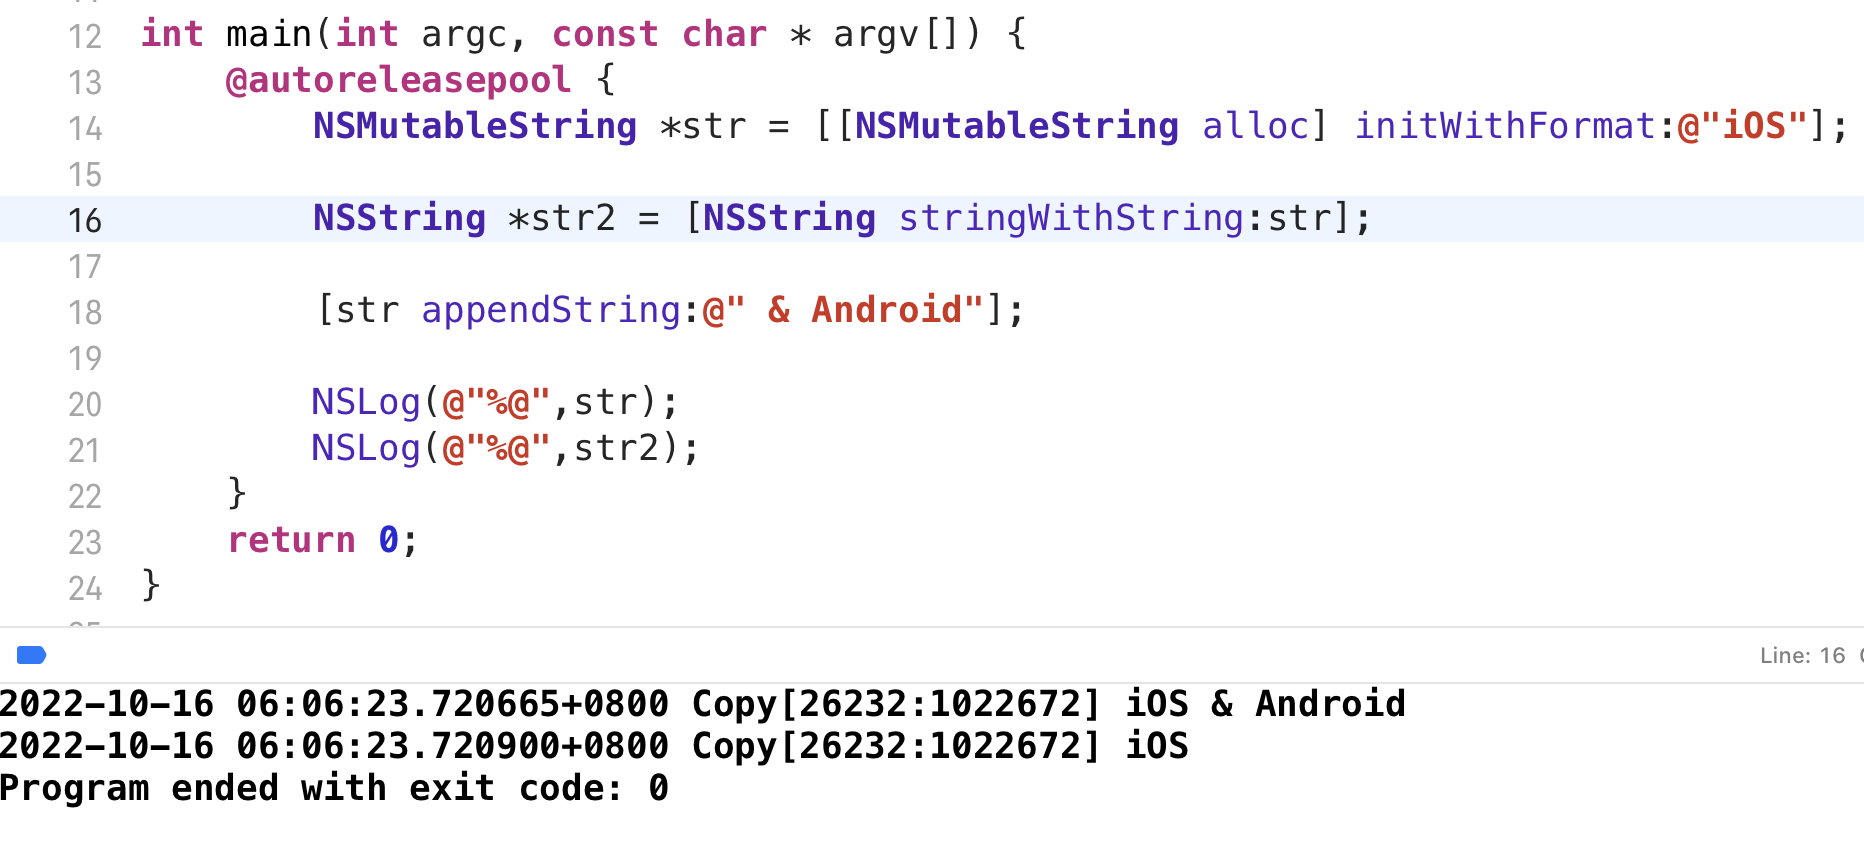 12 int main(int argc, const char * argv[]) {
13 @autoreleasepool {
14 NSMutableString *str = [[NSMutableString alloc] initWithFormat:@"iOS"];
15
16 NSString *str2 = [NSString stringWithString:str];
17
18 [str appendString:@" & Android"];
19
20 NSLog(@"%@",str);
21 NSLog(@"%@",str2);
22 }
23 return 0;
24 }
Line: 16
2022-10-16 06:06:23.720665+0800 Copy[26232:1022672] iOS & Android
2022-10-16 06:06:23.720900+0800 Copy[26232:1022672] iOS
Program ended with exit code: 0